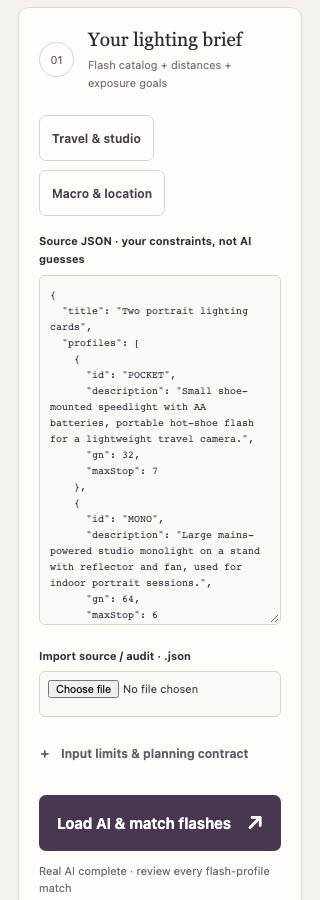 01
Your lighting brief
Flash catalog + distances +
exposure goals
Travel & studio
Macro & location
Source JSON · your constraints, not AI
guesses
{
  "title": "Two portrait lighting
cards",
  "profiles": [
    {
      "id": "POCKET",
      "description": "Small shoe-
mounted speedlight with AA
batteries, portable hot-shoe flash
for a lightweight travel camera.",
      "gn": 32,
      "maxStop": 7
    },
    {
      "id": "MONO",
      "description": "Large mains-
powered studio monolight on a stand
with reflector and fan, used for
indoor portrait sessions.",
      "gn": 64,
      "maxStop": 6
Import source / audit · .json
Choose file No file chosen
+ Input limits & planning contract
Load AI & match flashes
Real AI complete · review every flash-profile
match